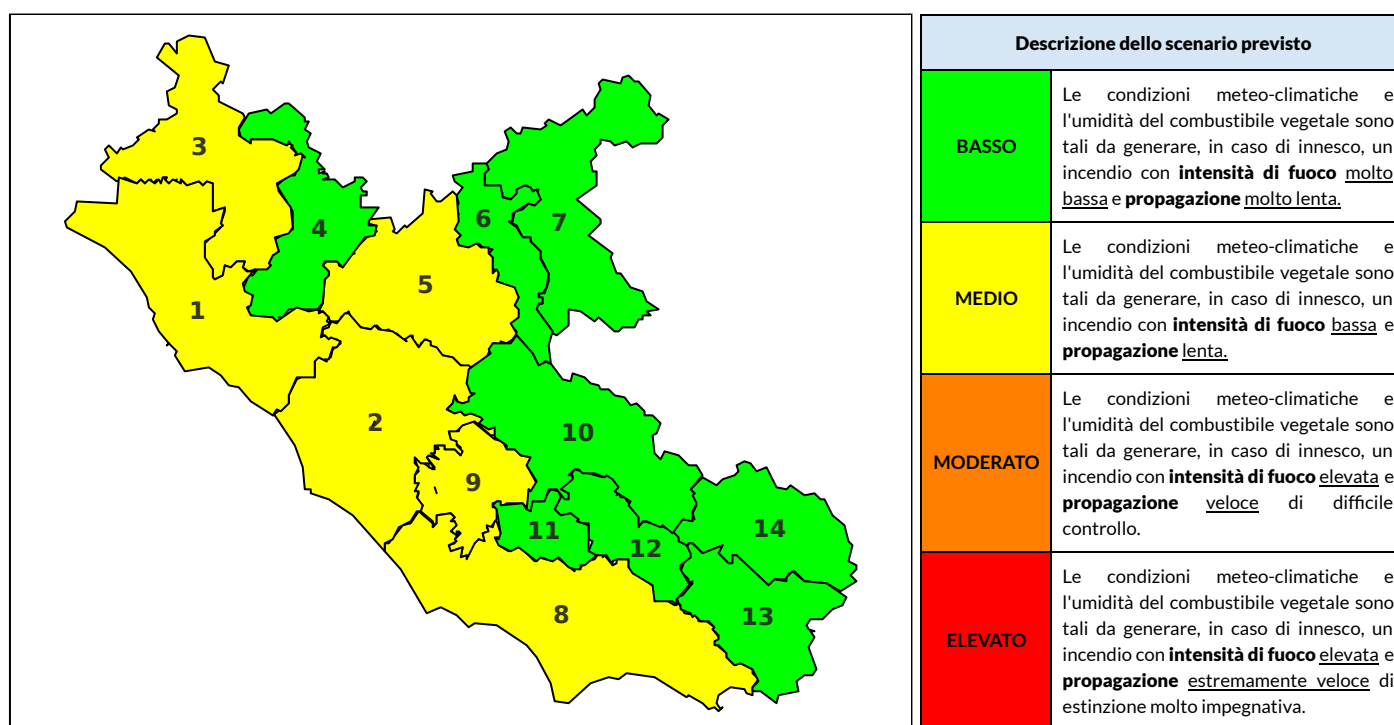 3
4
6
7
5
1
2
10
9
11
12
14
8
13
Descrizione dello scenario previsto
BASSO
Le condizioni meteo-climatiche e
l'umidità del combustibile vegetale sono
tali da generare, in caso di innesco, un
incendio con intensità di fuoco molto
bassa e propagazione molto lenta.
MEDIO
Le condizioni meteo-climatiche e
l'umidità del combustibile vegetale sono
tali da generare, in caso di innesco, un
incendio con intensità di fuoco bassa e
propagazione lenta.
MODERATO
Le condizioni meteo-climatiche e
l'umidità del combustibile vegetale sono
tali da generare, in caso di innesco, un
incendio con intensità di fuoco elevata e
propagazione veloce di difficile
controllo.
ELEVATO
Le condizioni meteo-climatiche e
l'umidità del combustibile vegetale sono
tali da generare, in caso di innesco, un
incendio con intensità di fuoco elevata e
propagazione estremamente veloce di
estinzione molto impegnativa.